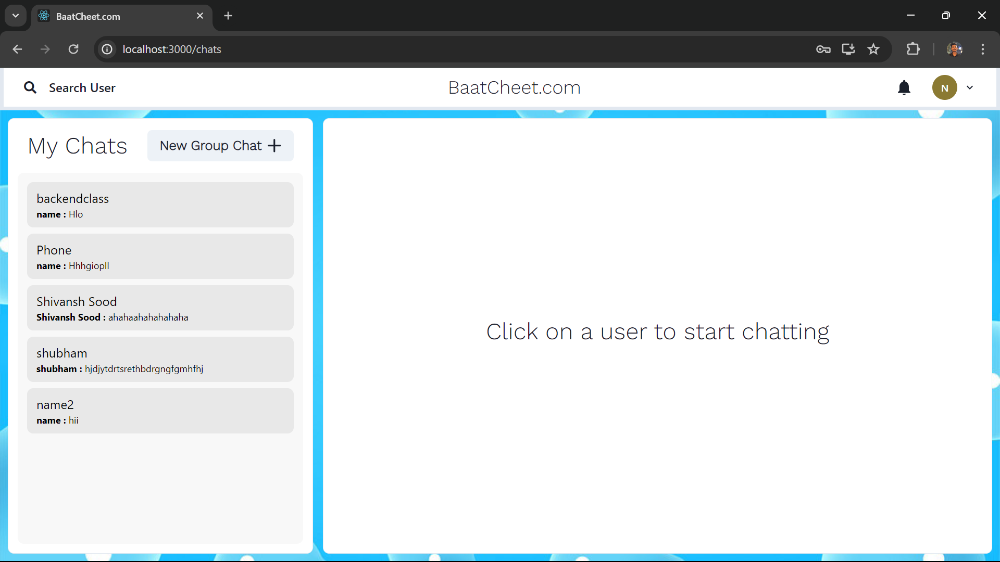 BaatCheet.com
localhost:3000/chats
Search User
BaatCheet.com
N
My Chats
New Group Chat
backendclass
name : Hlo
Phone
name : Hhhgiopll
Shivansh Sood
Shivansh Sood : ahahaahahahahaha
shubham
shubham : hjdjytdrtsrethbdrgngfgmhfhj
name2
name : hii
Click on a user to start chatting